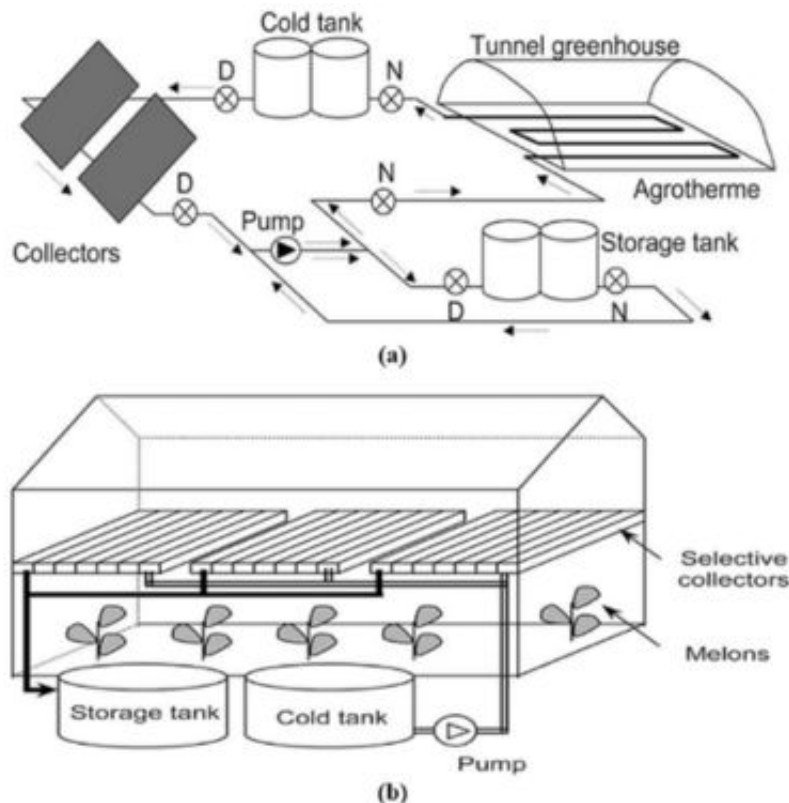 Cold tank
Tunnel greenhouse
D
N
D
N
Agrotherme
Pump
Storage tank
Collectors
D
N
(a)
Selective
collectors
Melons
Storage tank
Cold tank
Pump
(b)